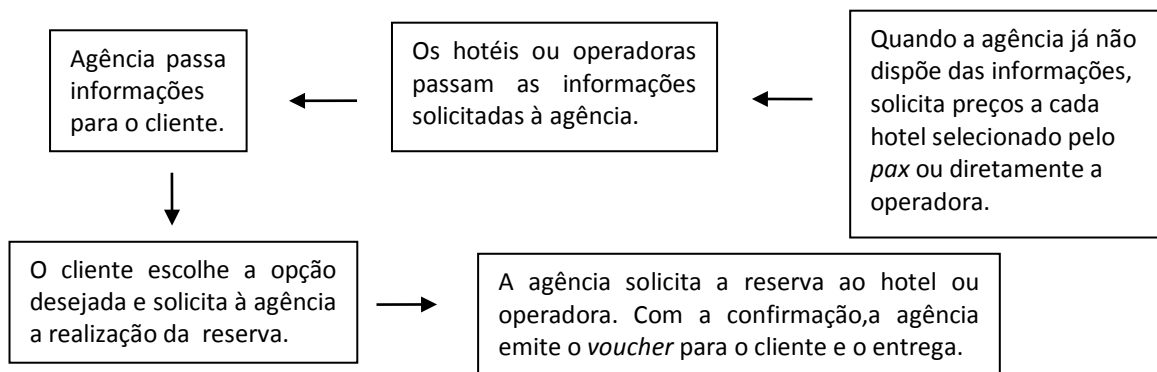 Agência passa
informações
para o cliente.
Os hotéis ou operadoras
passam as informações
solicitadas à agência.
Quando a agência já não
dispõe das informações,
solicita preços a cada
hotel selecionado pelo
pax ou diretamente a
operadora.
O cliente escolhe a opção
desejada e solicita à agência
a realização da reserva.
A agência solicita a reserva ao hotel ou
operadora. Com a confirmação,a agência
emite o voucher para o cliente e o entrega.